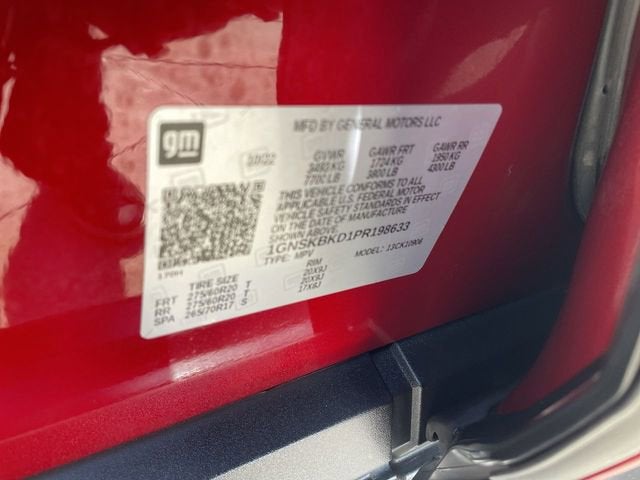 MFD BY GENERAL MOTORS LLC
gm
GVWR GAWR FRT GAWR RR
3493 KG 1724 KG 1950 KG
7700 LB 3800 LB 4300 LB
THIS VEHICLE CONFORMS TO ALL
APPLICABLE U.S. FEDERAL MOTOR
VEHICLE SAFETY STANDARDS IN EFFECT
ON THE DATE OF MANUFACTURE
SHOWN ABOVE.
1GNSKBKD1PR198633
TYPE: MPV MODEL: 13CK10906
TIRE SIZE RIM
FRT 275/60R20 T 20X9J
RR 275/60R20 T 20X9J
SPA 265/70R17 S 17X8J